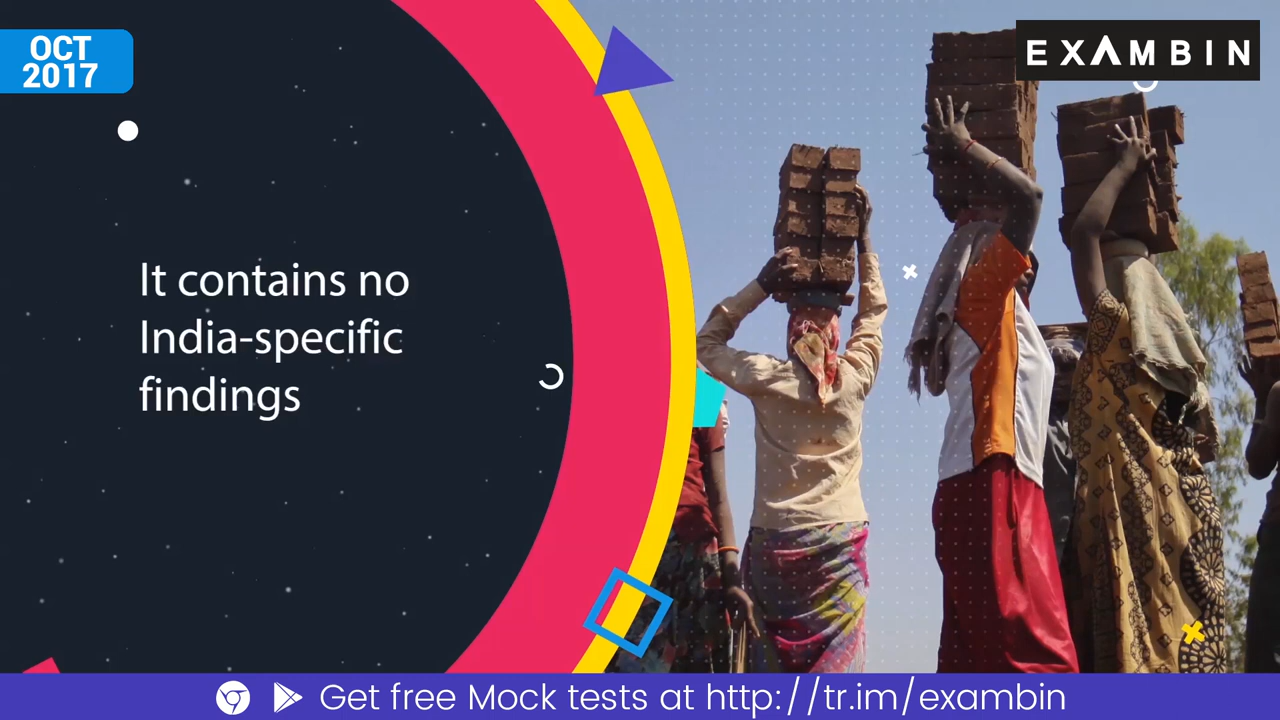 OCT
2017
EXAMBIN
It contains no
India-specific
findings
Get free Mock tests at http://tr.im/exambin